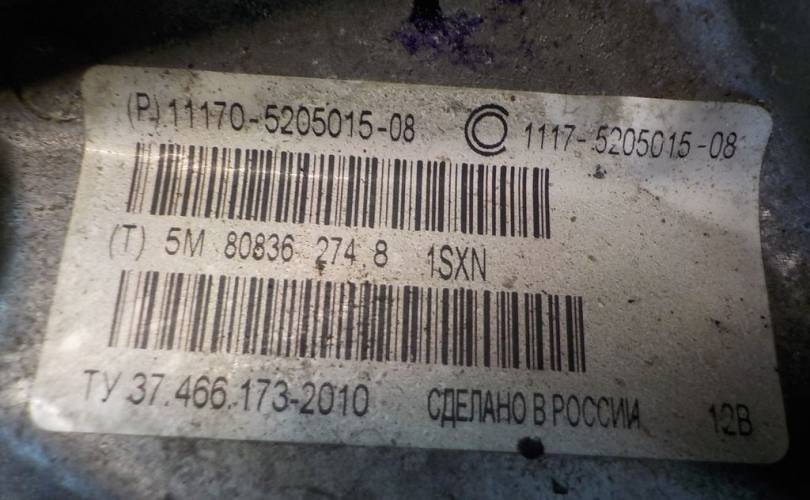 (P) 11170-5205015-08 1117-5205015-08
(T) 5M 80836 274 8 1SXN
ТУ 37.466.173-2010 СДЕЛАНО В РОССИИ 12В